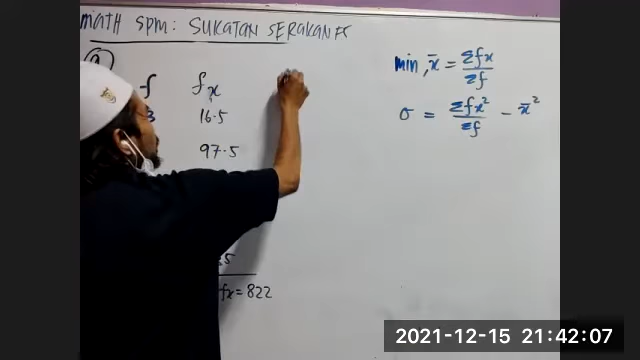 math spm: SUKATAN SERAKAN
f fx
3 16.5
97.5
fx = 822
min, x̄ = Σfx / Σf
σ = Σfx² / Σf - x̄²
2021-12-15 21:42:07